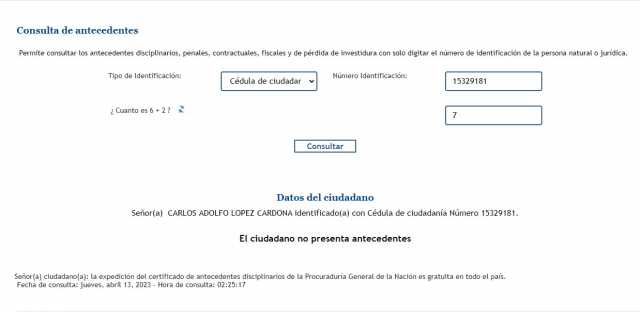 Consulta de antecedentes
Permite consultar los antecedentes disciplinarios, penales, contractuales, fiscales y de pérdida de investidura con solo digitar el número de identificación de la persona natural o jurídica.
Tipo de Identificación: Cédula de ciudadar Número Identificación: 15329181
¿ Cuanto es 6 + 2 ? 7
Consultar
Datos del ciudadano
Señor(a) CARLOS ADOLFO LOPEZ CARDONA identificado(a) con Cédula de ciudadanía Número 15329181.
El ciudadano no presenta antecedentes
Señor(a) ciudadano(a): la expedición del certificado de antecedentes disciplinarios de la Procuraduría General de la Nación es gratuita en todo el país.
Fecha de consulta: jueves, abril 13, 2023 - Hora de consulta: 02:25:17